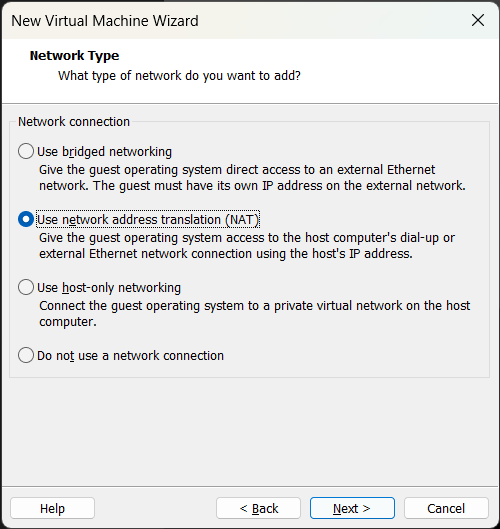 New Virtual Machine Wizard
Network Type
What type of network do you want to add?
Network connection
Use bridged networking
Give the guest operating system direct access to an external Ethernet
network. The guest must have its own IP address on the external network.
Use network address translation (NAT)
Give the guest operating system access to the host computer's dial-up or
external Ethernet network connection using the host's IP address.
Use host-only networking
Connect the guest operating system to a private virtual network on the host
computer.
Do not use a network connection
Help
< Back
Next >
Cancel